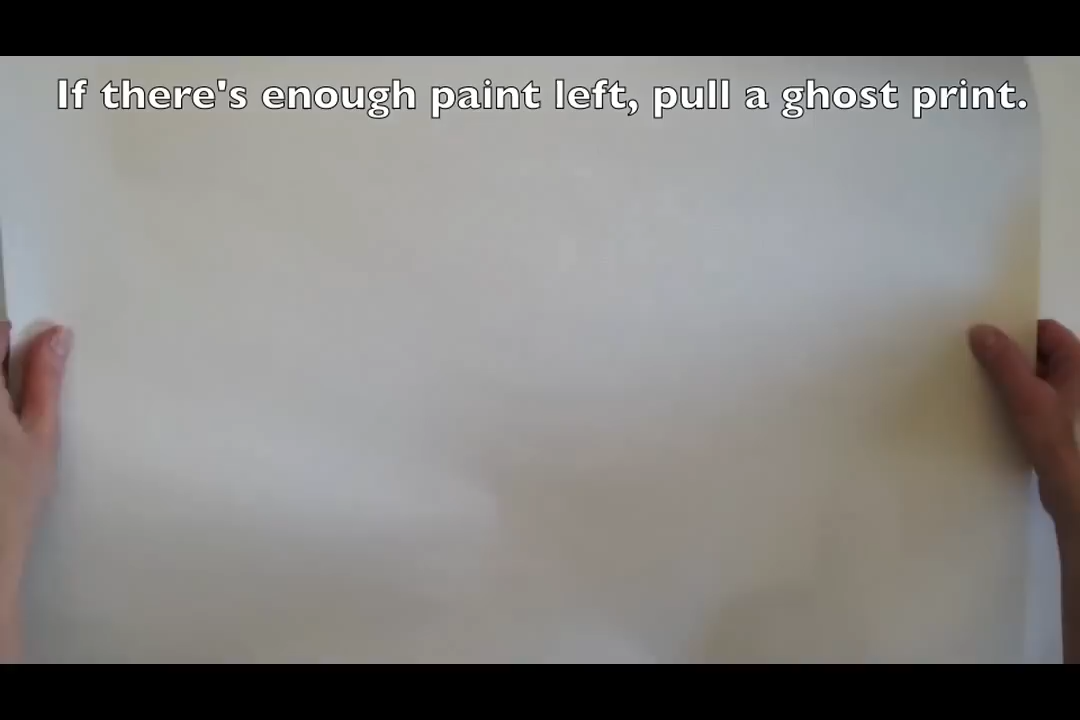 If there's enough paint left, pull a ghost print.